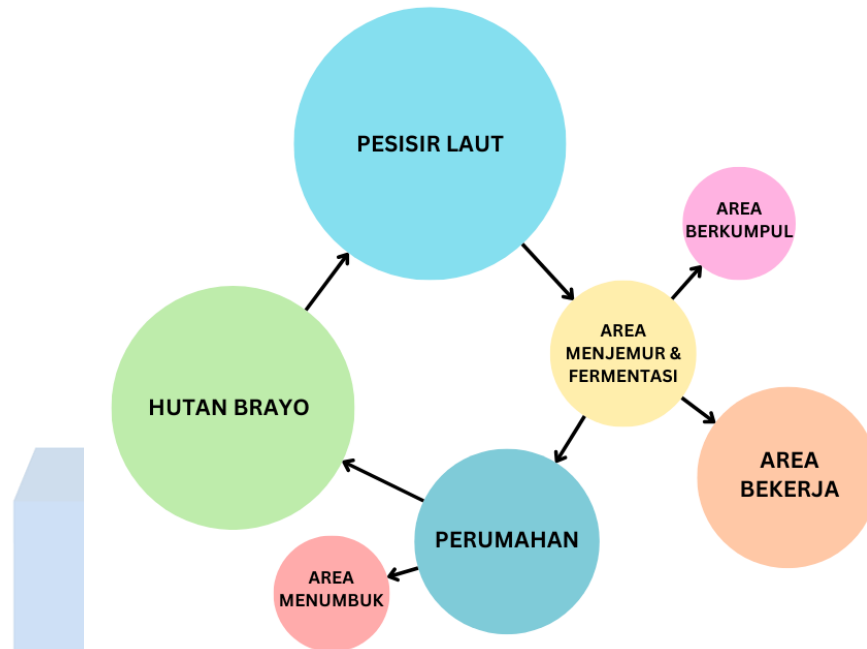 PESISIR LAUT
AREA
BERKUMPUL
AREA
MENJEMUR &
FERMENTASI
HUTAN BRAYO
AREA
BEKERJA
PERUMAHAN
AREA
MENUMBUK